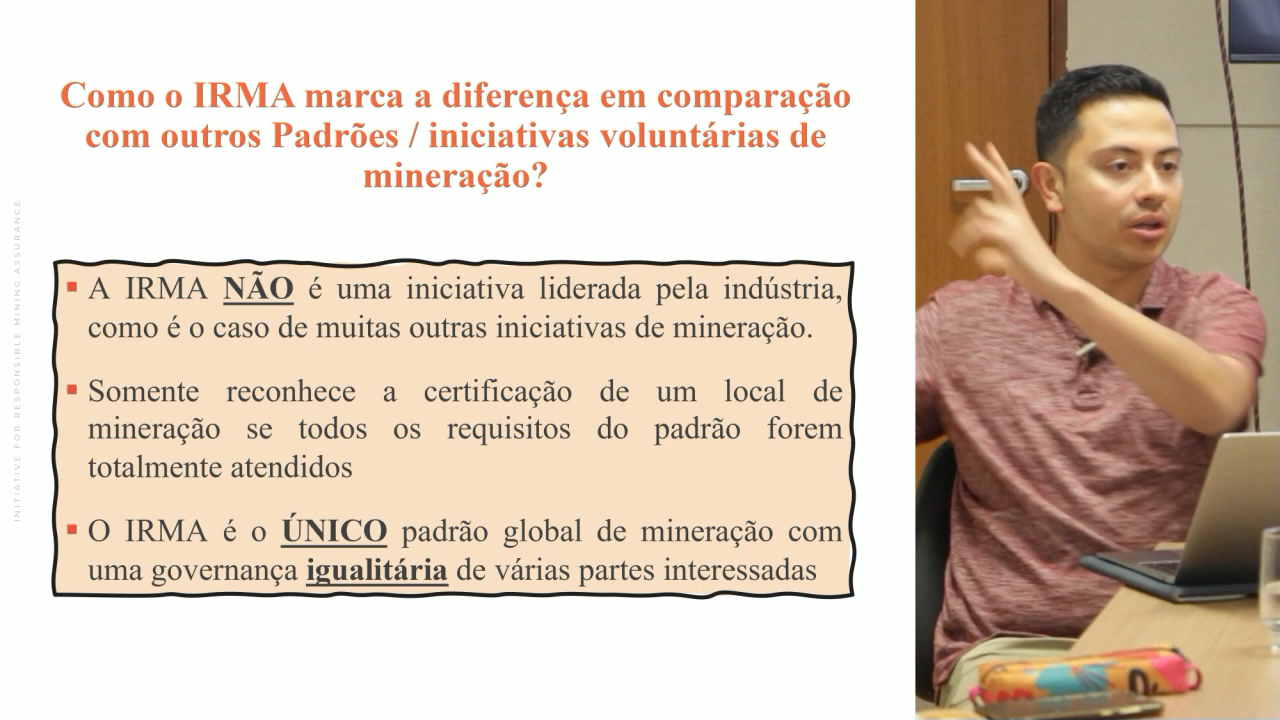 Como o IRMA marca a diferença em comparação
com outros Padrões / iniciativas voluntárias de
mineração?
INITIATIVE FOR RESPONSIBLE MINING ASSURANCE
A IRMA NÃO é uma iniciativa liderada pela indústria,
como é o caso de muitas outras iniciativas de mineração.
Somente reconhece a certificação de um local de
mineração se todos os requisitos do padrão forem
totalmente atendidos
O IRMA é o ÚNICO padrão global de mineração com
uma governança igualitária de várias partes interessadas